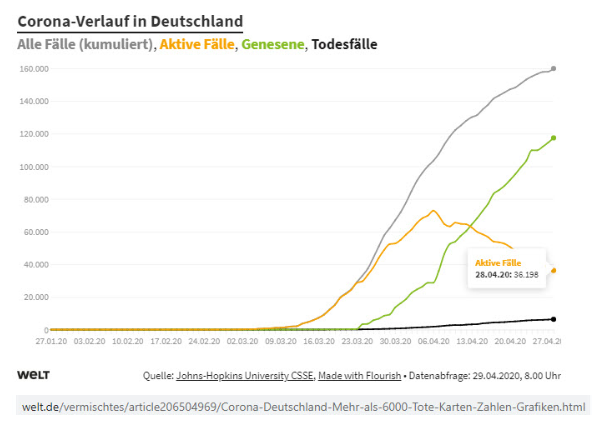 Corona-Verlauf in Deutschland
Alle Fälle (kumuliert), Aktive Fälle, Genesene, Todesfälle
160.000
140.000
120.000
100.000
80.000
60.000
40.000
20.000
0
Aktive Fälle
28.04.20: 36.198
27.01.20 03.02.20 10.02.20 17.02.20 24.02.20 02.03.20 09.03.20 16.03.20 23.03.20 30.03.20 06.04.20 13.04.20 20.04.20 27.04.20
WELT Quelle: Johns-Hopkins University CSSE, Made with Flourish • Datenabfrage: 29.04.2020, 8.00 Uhr
welt.de/vermischtes/article206504969/Corona-Deutschland-Mehr-als-6000-Tote-Karten-Zahlen-Grafiken.html